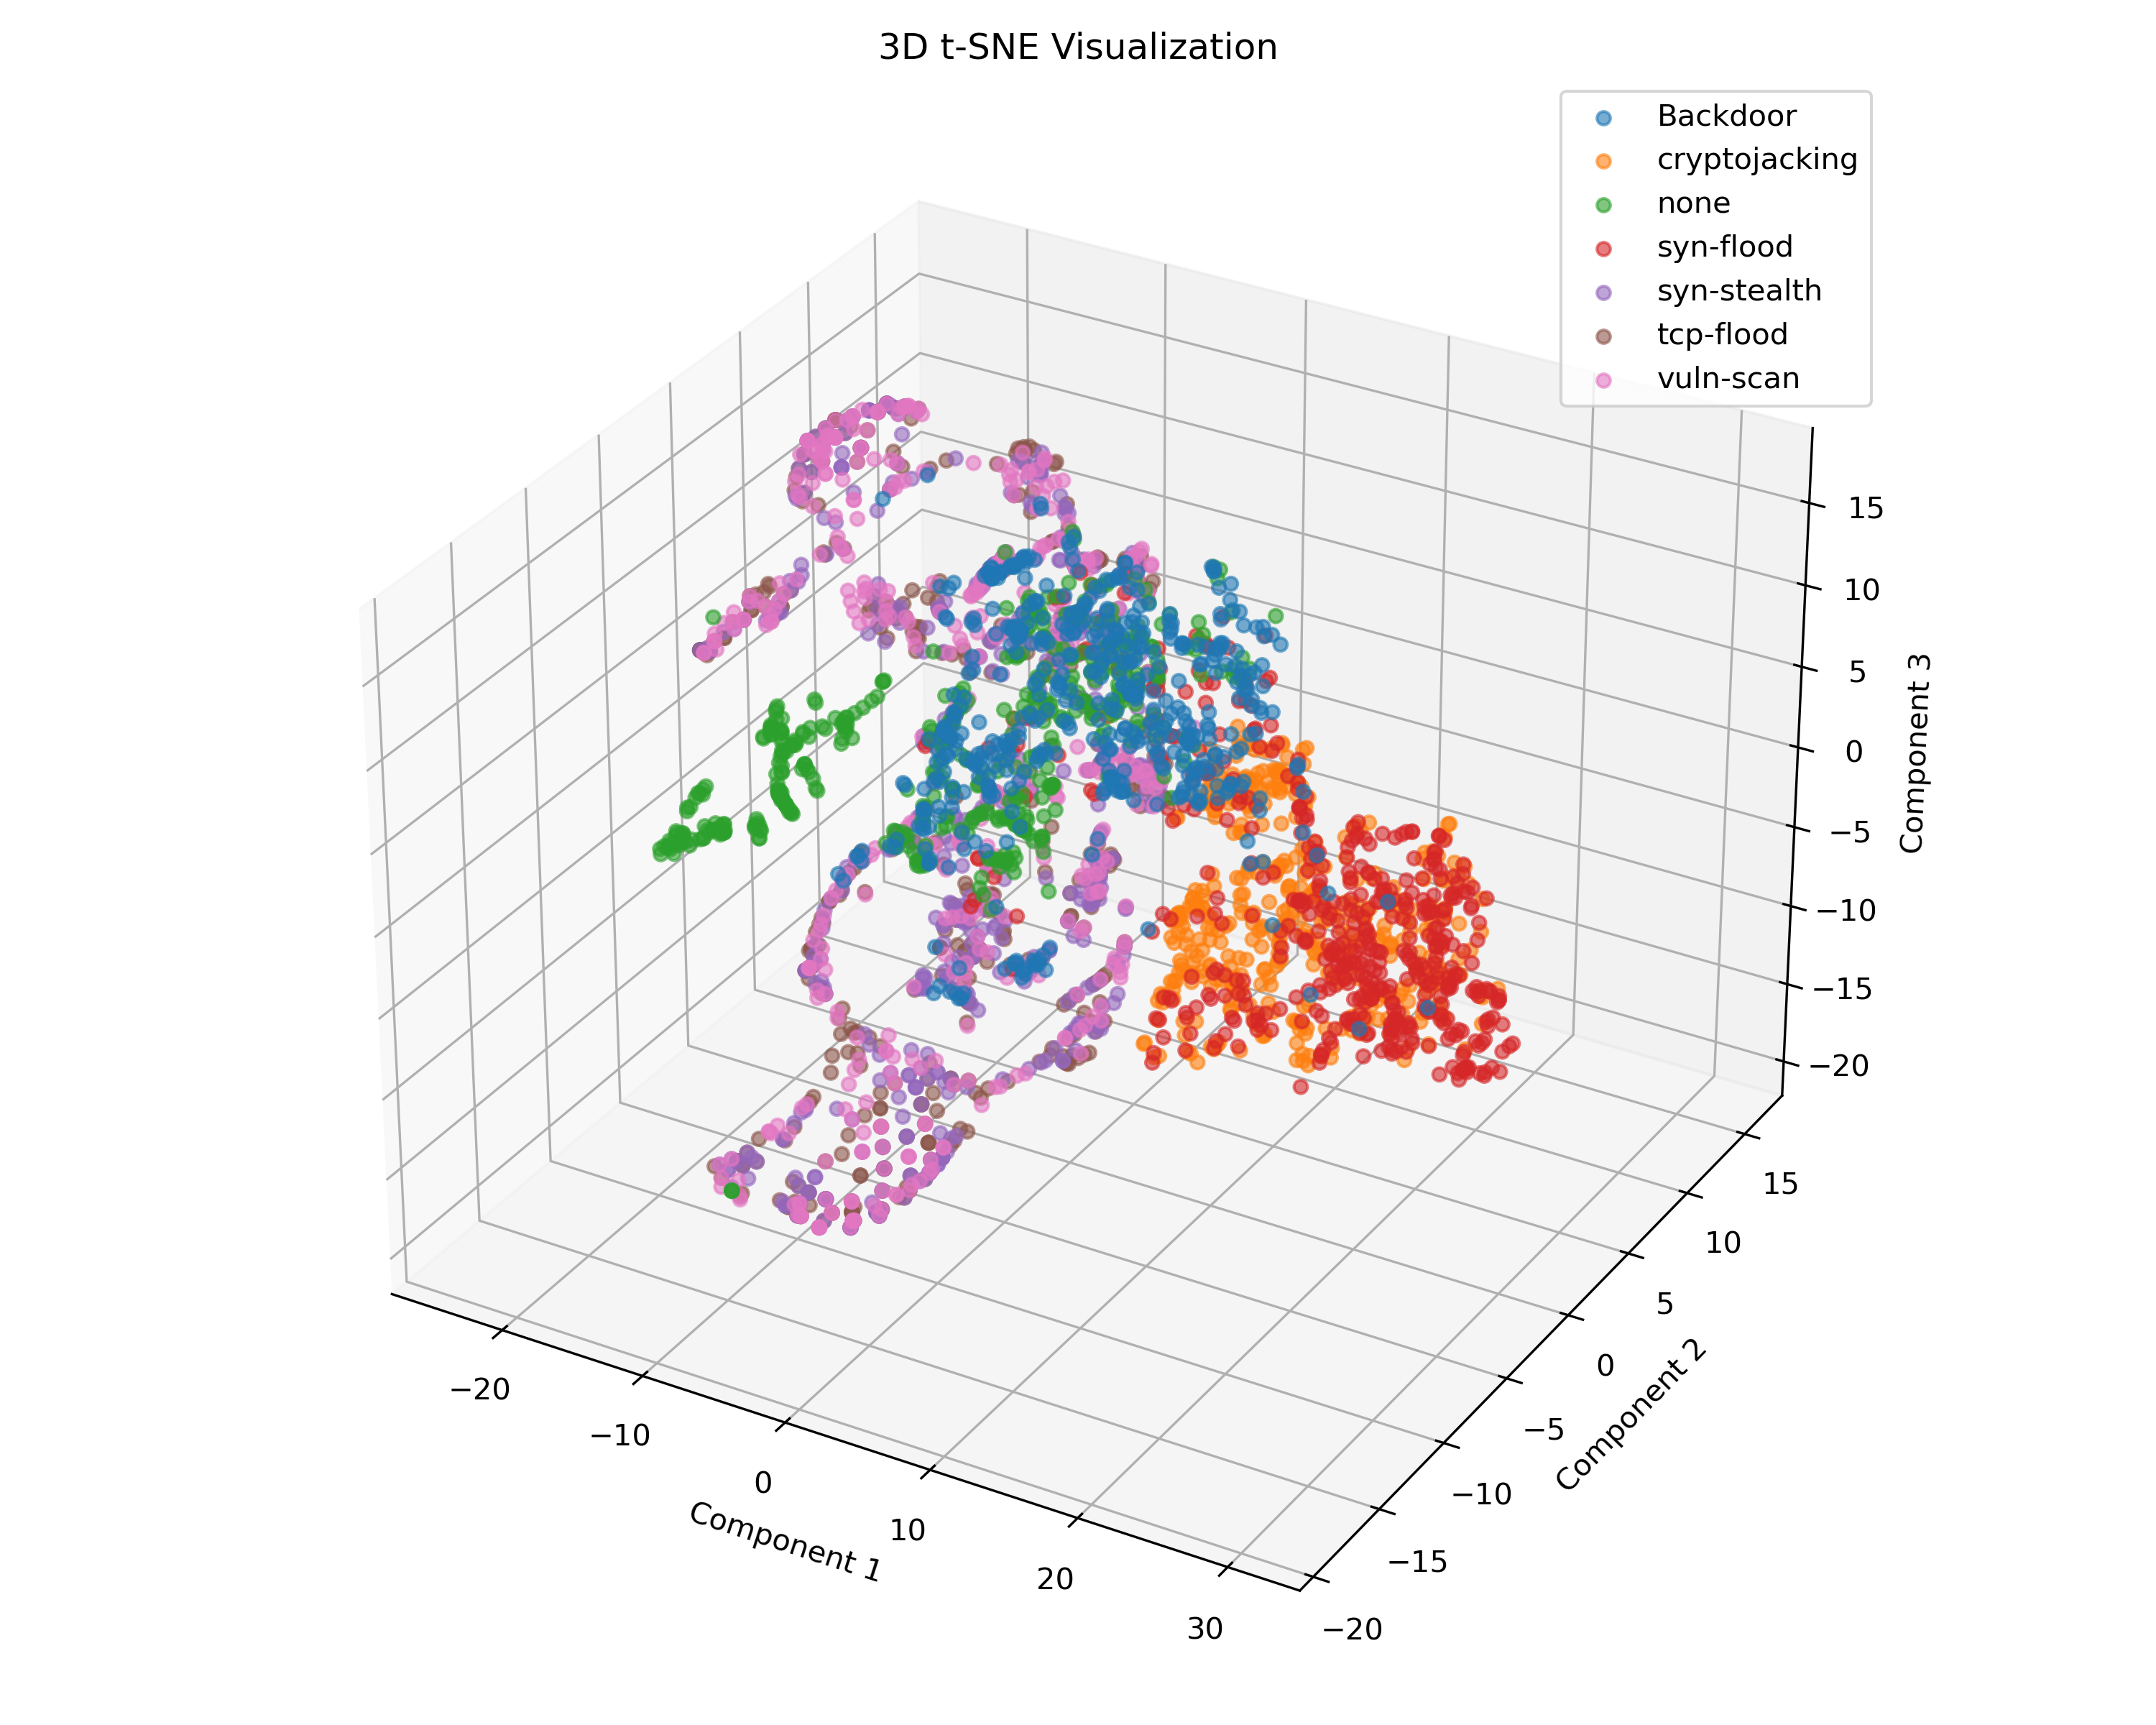 3D t-SNE Visualization
Backdoor
cryptojacking
none
syn-flood
syn-stealth
tcp-flood
vuln-scan
15
10
5
0
−5
−10
−15
−20
Component 3
15
10
5
0
−5
−10
−15
−20
Component 2
−20
−10
0
10
20
30
Component 1